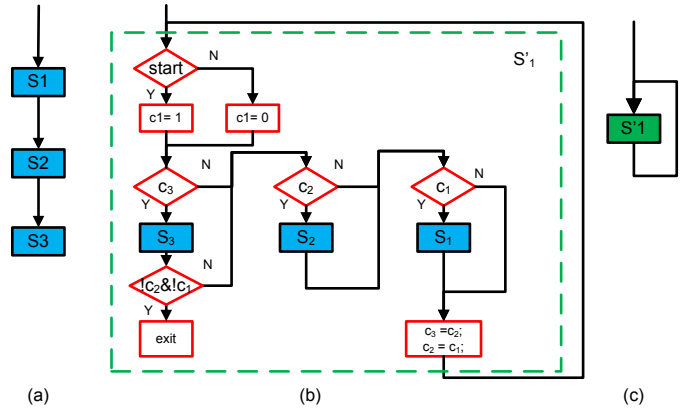 S1
S2
S3
(a)
S'₁
start
N
Y
c1= 1
c1= 0
c₃
N
Y
S₃
!c₂&!c₁
N
Y
exit
c₂
N
Y
S₂
c₁
N
Y
S₁
c₃ =c₂;
c₂ = c₁;
(b)
S'1
(c)